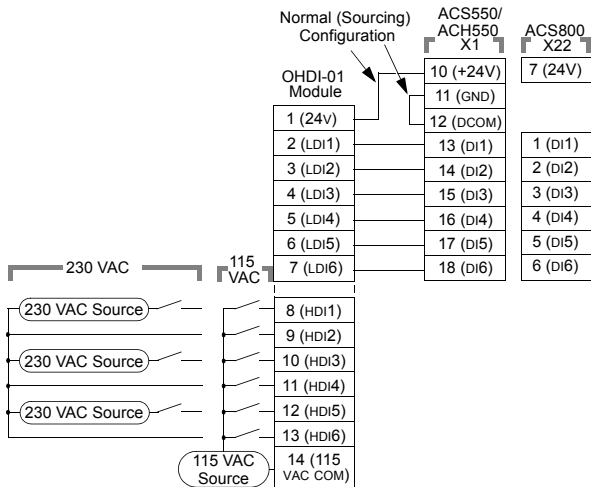 Normal (Sourcing)
Configuration
ACS550/
ACH550
X1
ACS800
X22
OHDI-01
Module
10 (+24V)
7 (24V)
11 (GND)
1 (24V)
12 (DCOM)
2 (LDI1)
13 (DI1)
1 (DI1)
3 (LDI2)
14 (DI2)
2 (DI2)
4 (LDI3)
15 (DI3)
3 (DI3)
5 (LDI4)
16 (DI4)
4 (DI4)
6 (LDI5)
17 (DI5)
5 (DI5)
7 (LDI6)
18 (DI6)
6 (DI6)
230 VAC
115
VAC
230 VAC Source
8 (HDI1)
9 (HDI2)
230 VAC Source
10 (HDI3)
11 (HDI4)
230 VAC Source
12 (HDI5)
13 (HDI6)
115 VAC
Source
14 (115
VAC COM)